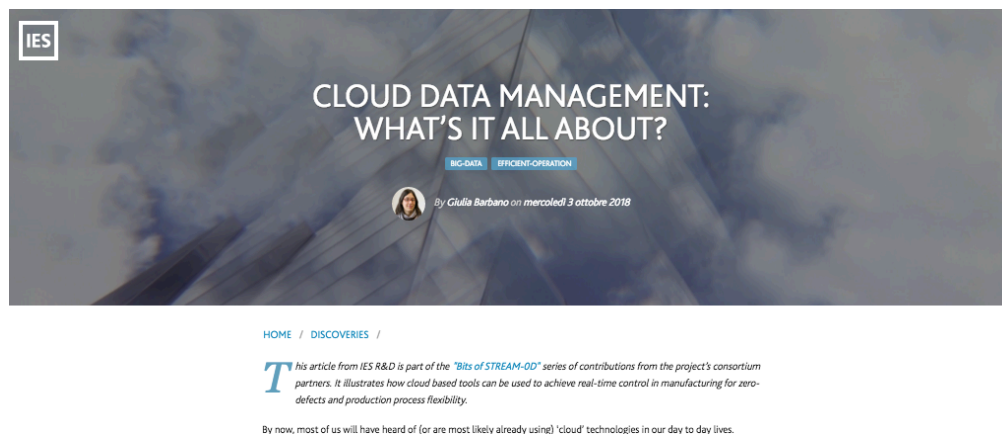 IES
CLOUD DATA MANAGEMENT:
WHAT'S IT ALL ABOUT?
BIG-DATA EFFICIENT-OPERATION
By Giulia Barbano on mercoledì 3 ottobre 2018
HOME / DISCOVERIES /
This article from IES R&D is part of the "Bits of STREAM-0D" series of contributions from the project's consortium
partners. It illustrates how cloud based tools can be used to achieve real-time control in manufacturing for zero-
defects and production process flexibility.
By now, most of us will have heard of (or are most likely already using) 'cloud' technologies in our day to day lives.